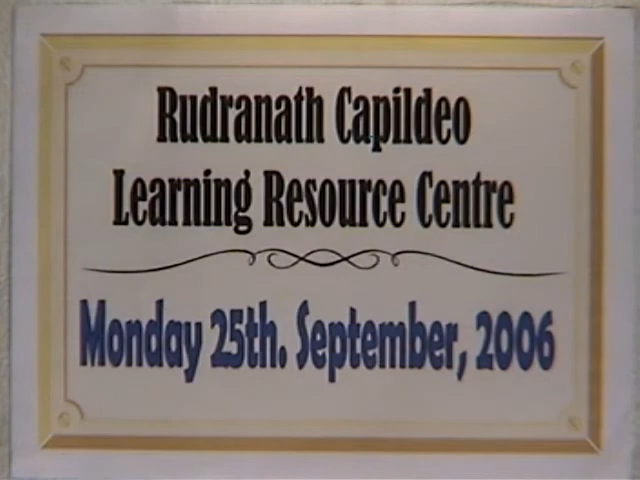 Rudranath Capildeo
Learning Resource Centre
Monday 25th. September, 2006